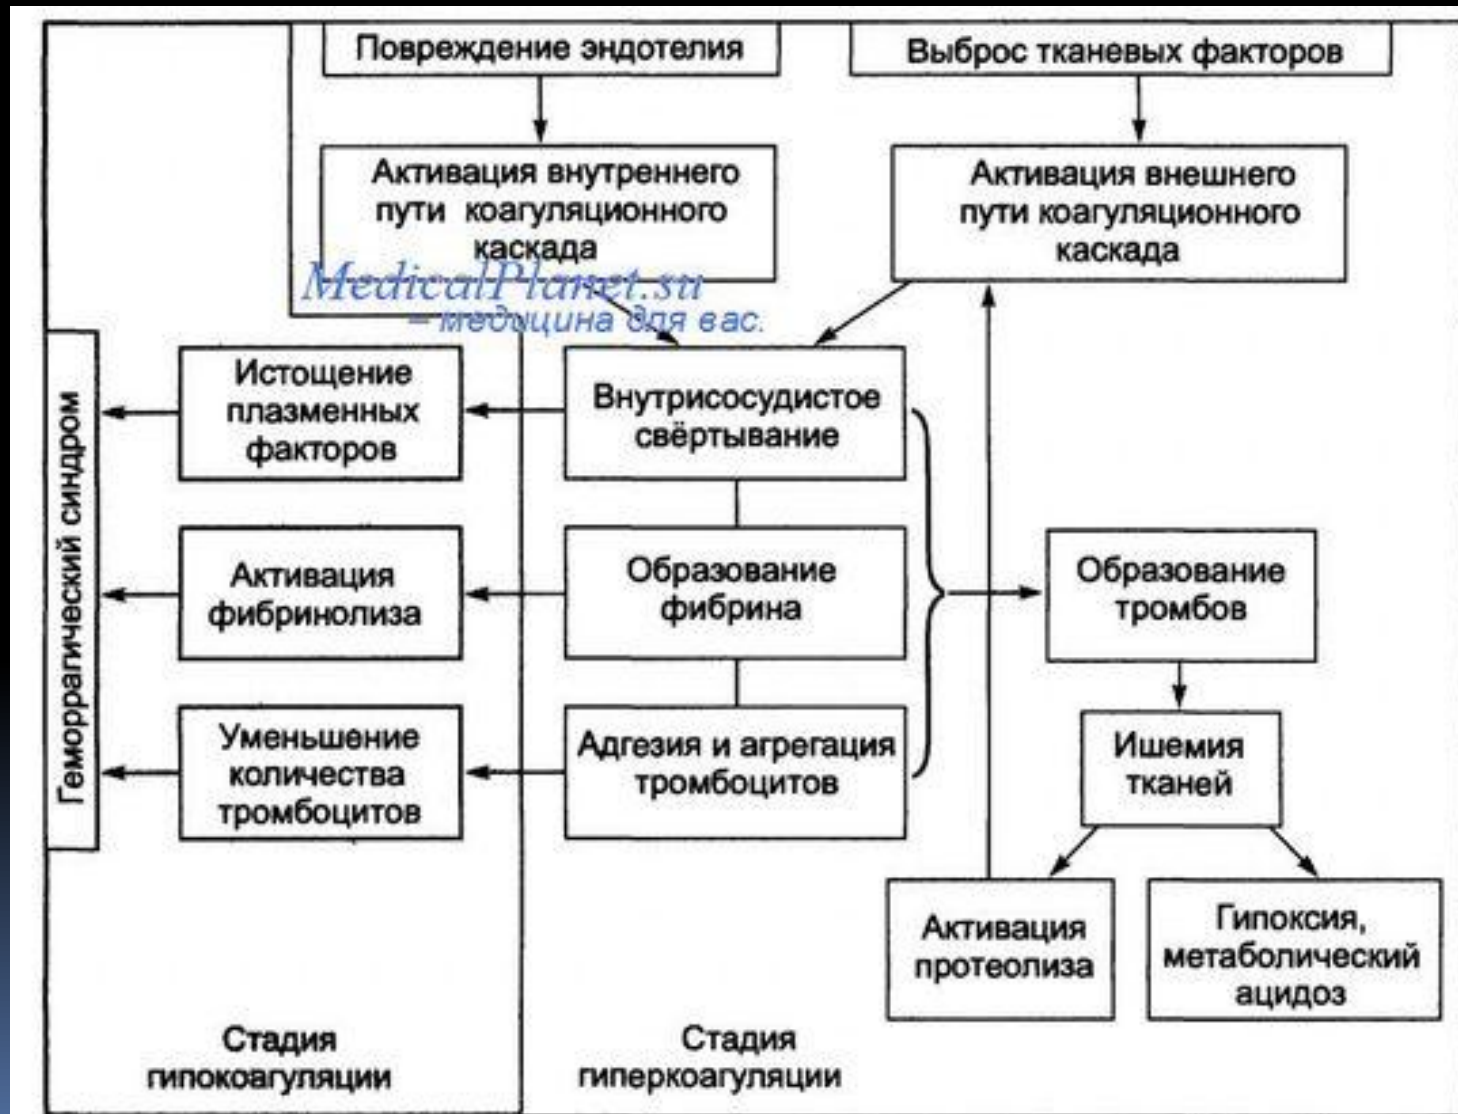 Повреждение эндотелия
Выброс тканевых факторов
Активация внутреннего
пути коагуляционного
каскада
Активация внешнего
пути коагуляционного
каскада
MedicalPlanet.su
– медицина для вас.
Геморрагический синдром
Истощение
плазменных
факторов
Внутрисосудистое
свёртывание
Активация
фибринолиза
Образование
фибрина
Образование
тромбов
Уменьшение
количества
тромбоцитов
Адгезия и агрегация
тромбоцитов
Ишемия
тканей
Активация
протеолиза
Гипоксия,
метаболический
ацидоз
Стадия
гипокоагуляции
Стадия
гиперкоагуляции